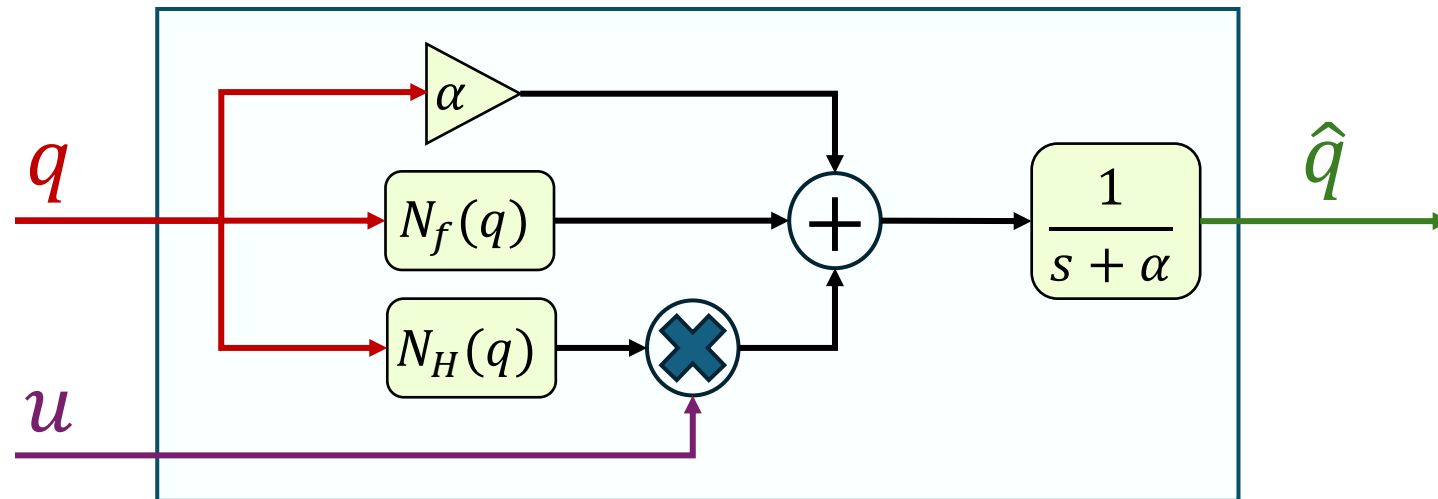 α
q
N_f(q)
+
1
s + α
q̂
N_H(q)
u